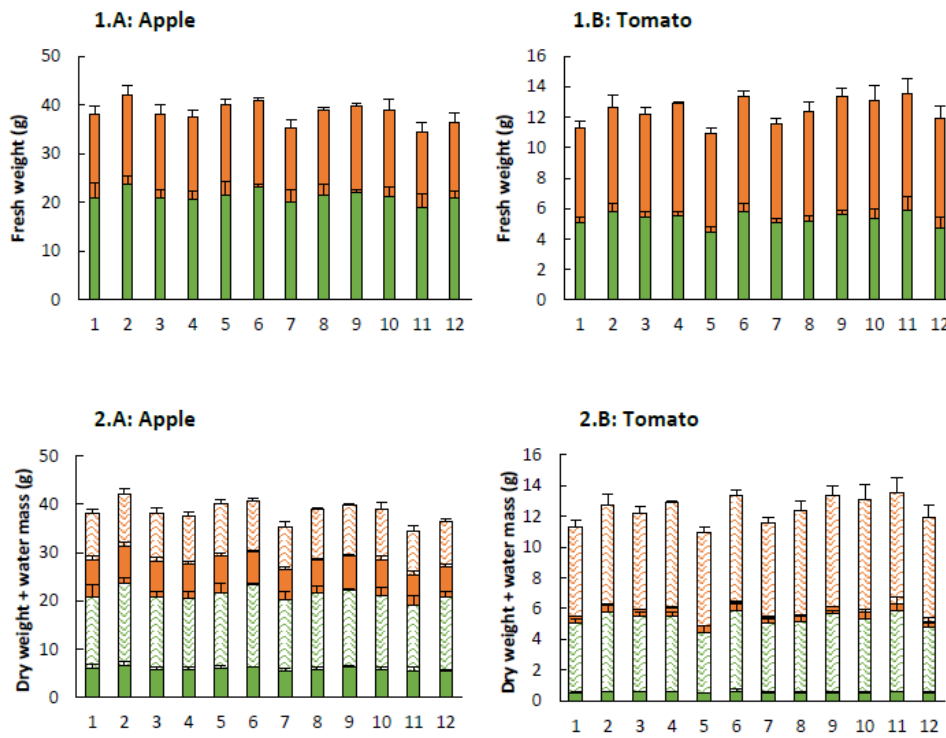 1.A: Apple
Fresh weight (g)
50
40
30
20
10
0
1 2 3 4 5 6 7 8 9 10 11 12
1.B: Tomato
Fresh weight (g)
16
14
12
10
8
6
4
2
0
1 2 3 4 5 6 7 8 9 10 11 12
2.A: Apple
Dry weight + water mass (g)
50
40
30
20
10
0
1 2 3 4 5 6 7 8 9 10 11 12
2.B: Tomato
Dry weight + water mass (g)
16
14
12
10
8
6
4
2
0
1 2 3 4 5 6 7 8 9 10 11 12